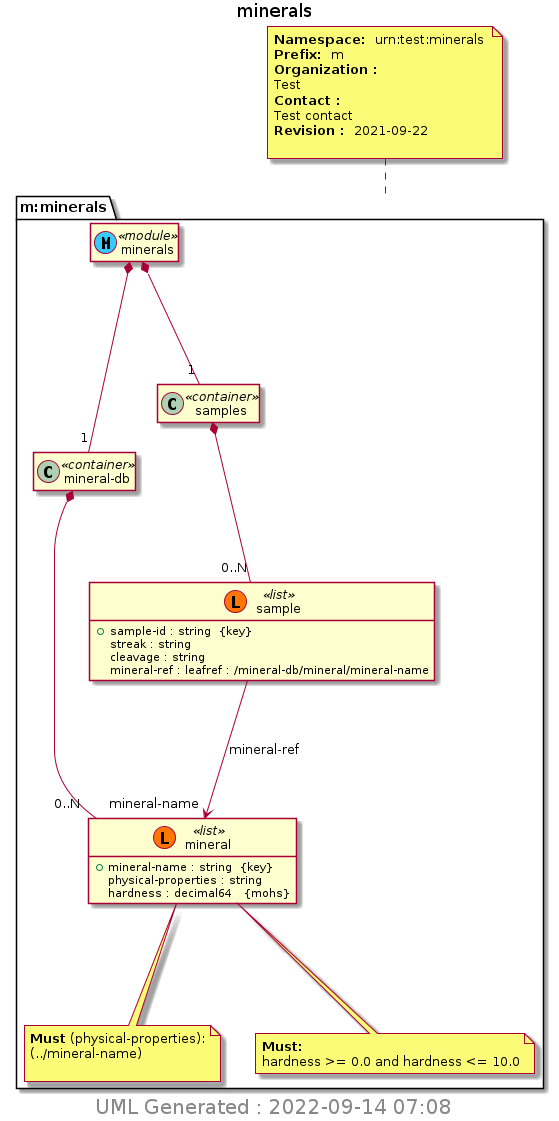 minerals
Namespace: urn:test:minerals
Prefix: m
Organization :
Test
Contact :
Test contact
Revision : 2021-09-22
m:minerals
M «module»
minerals
1
C «container»
samples
1
C «container»
mineral-db
0..N
L «list»
sample
sample-id : string {key}
streak : string
cleavage : string
mineral-ref : leafref : /mineral-db/mineral/mineral-name
mineral-ref
0..N mineral-name
L «list»
mineral
mineral-name : string {key}
physical-properties : string
hardness : decimal64 {mohs}
Must (physical-properties):
(../mineral-name)
Must:
hardness >= 0.0 and hardness <= 10.0
UML Generated : 2022-09-14 07:08